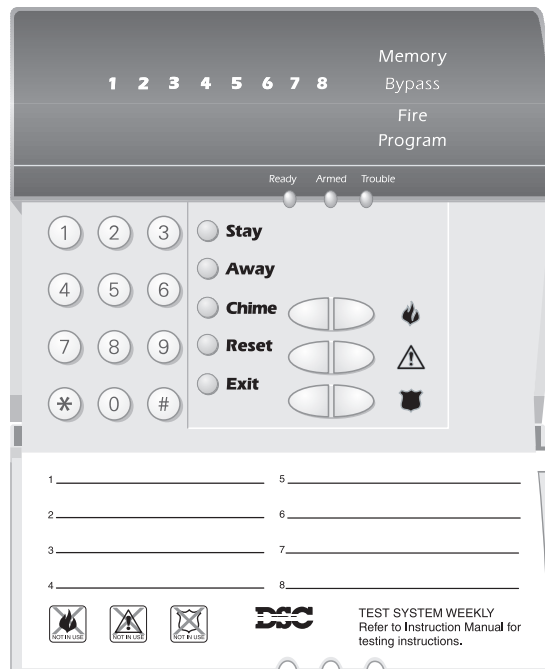 Memory
1 2 3 4 5 6 7 8 Bypass
Fire
Program
Ready Armed Trouble
1 2 3 Stay
Away
4 5 6
Chime
7 8 9 Reset
Exit
* 0 #
1 5
2 6
3 7
4 8
NOT IN USE NOT IN USE NOT IN USE
DSC
TEST SYSTEM WEEKLY
Refer to Instruction Manual for
testing instructions.